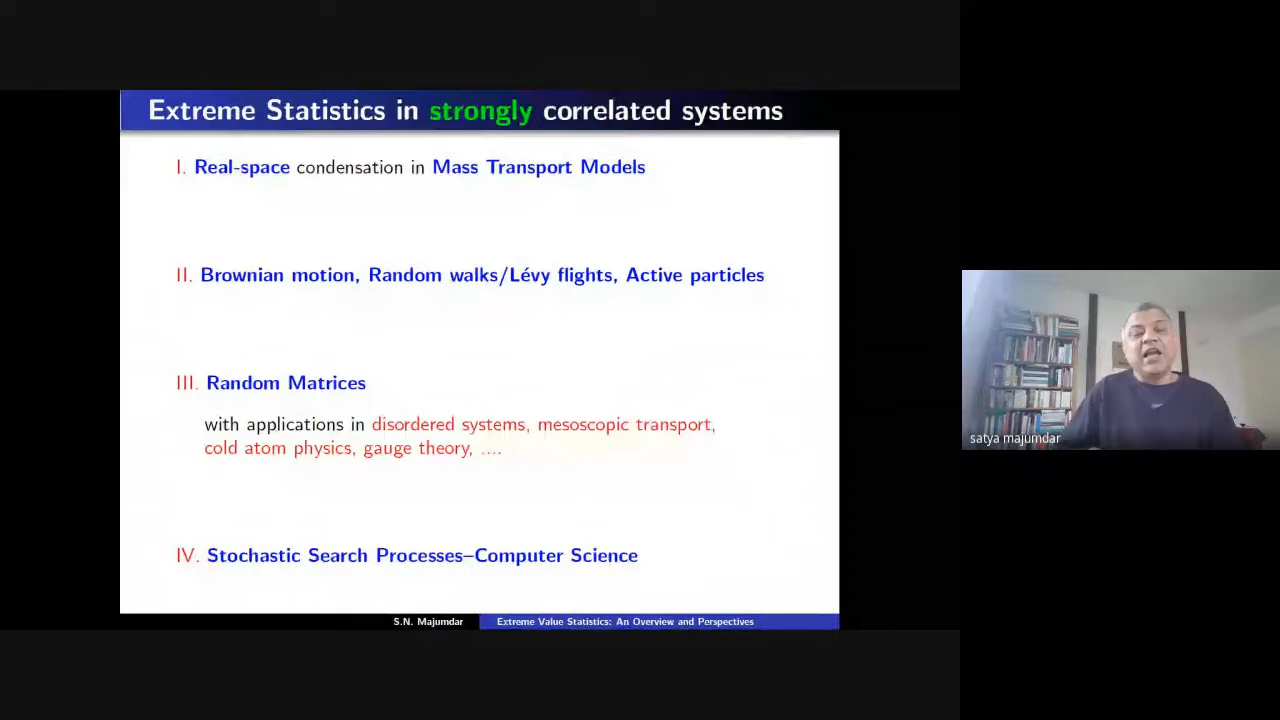 Extreme Statistics in strongly correlated systems
I. Real-space condensation in Mass Transport Models
II. Brownian motion, Random walks/Lévy flights, Active particles
III. Random Matrices
with applications in disordered systems, mesoscopic transport,
cold atom physics, gauge theory, ....
IV. Stochastic Search Processes–Computer Science
S.N. Majumdar
Extreme Value Statistics: An Overview and Perspectives
satya majumdar